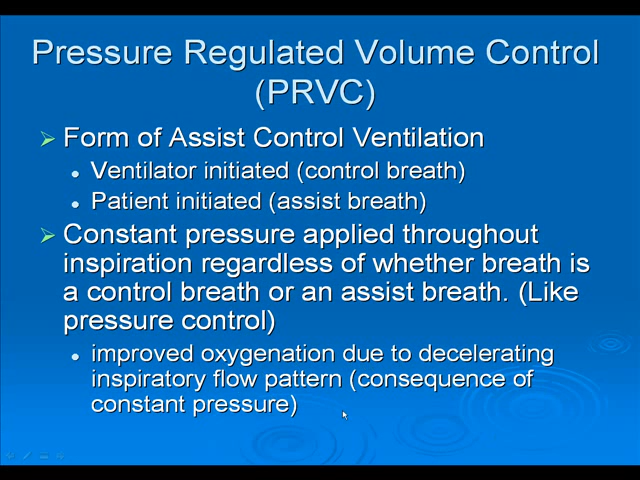 Pressure Regulated Volume Control
(PRVC)
Form of Assist Control Ventilation
Ventilator initiated (control breath)
Patient initiated (assist breath)
Constant pressure applied throughout
inspiration regardless of whether breath is
a control breath or an assist breath. (Like
pressure control)
improved oxygenation due to decelerating
inspiratory flow pattern (consequence of
constant pressure)